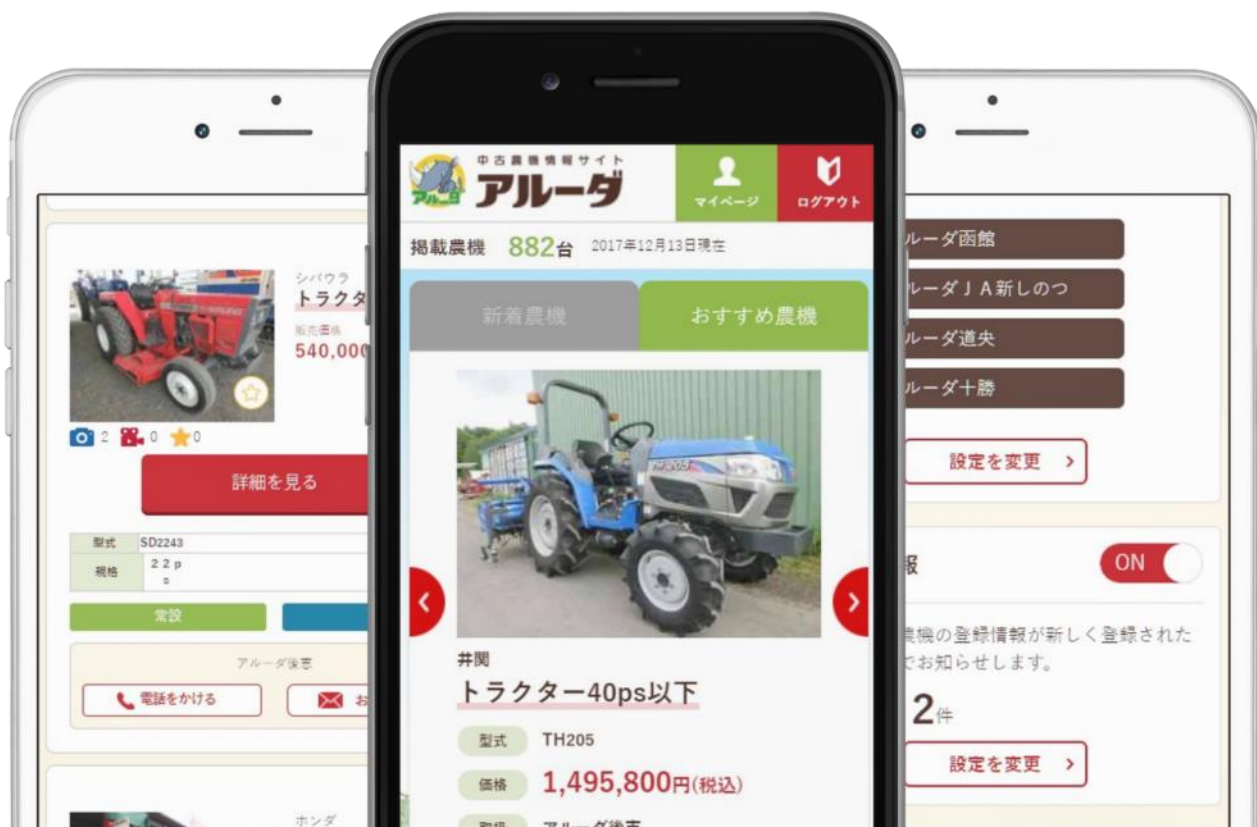 シバウラ
トラクタ
販売価格
540,000
2
0
0
詳細を見る
型式 SD2243
規格 22p
s
常設
アルーダ後志
電話をかける
お
ホンダ
中古農機情報サイト
アルーダ
アルーダ
マイページ
ログアウト
掲載農機 882台 2017年12月13日現在
新着農機
おすすめ農機
TH205
井関
トラクター40ps以下
型式 TH205
価格 1,495,800円(税込)
取扱 アルーダ後志
ルーダ函館
ルーダJA新しのつ
ルーダ道央
ルーダ十勝
設定を変更
報
ON
農機の登録情報が新しく登録された
でお知らせします。
2件
設定を変更